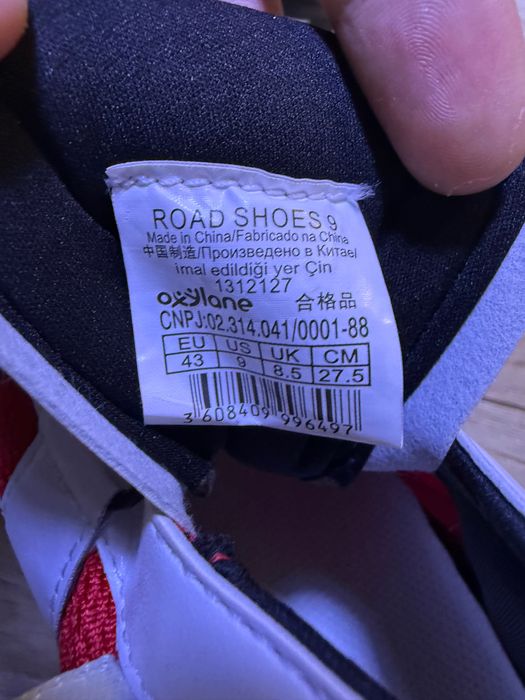 ROAD SHOES 9
Made in China/Fabricado na China
中国制造/Произведено в Китае/
imal edildiği yer Çin
1312127
oxylane 合格品
CNPJ:02.314.041/0001-88
EU US UK CM
43 9 8.5 27.5
3 608409 996497